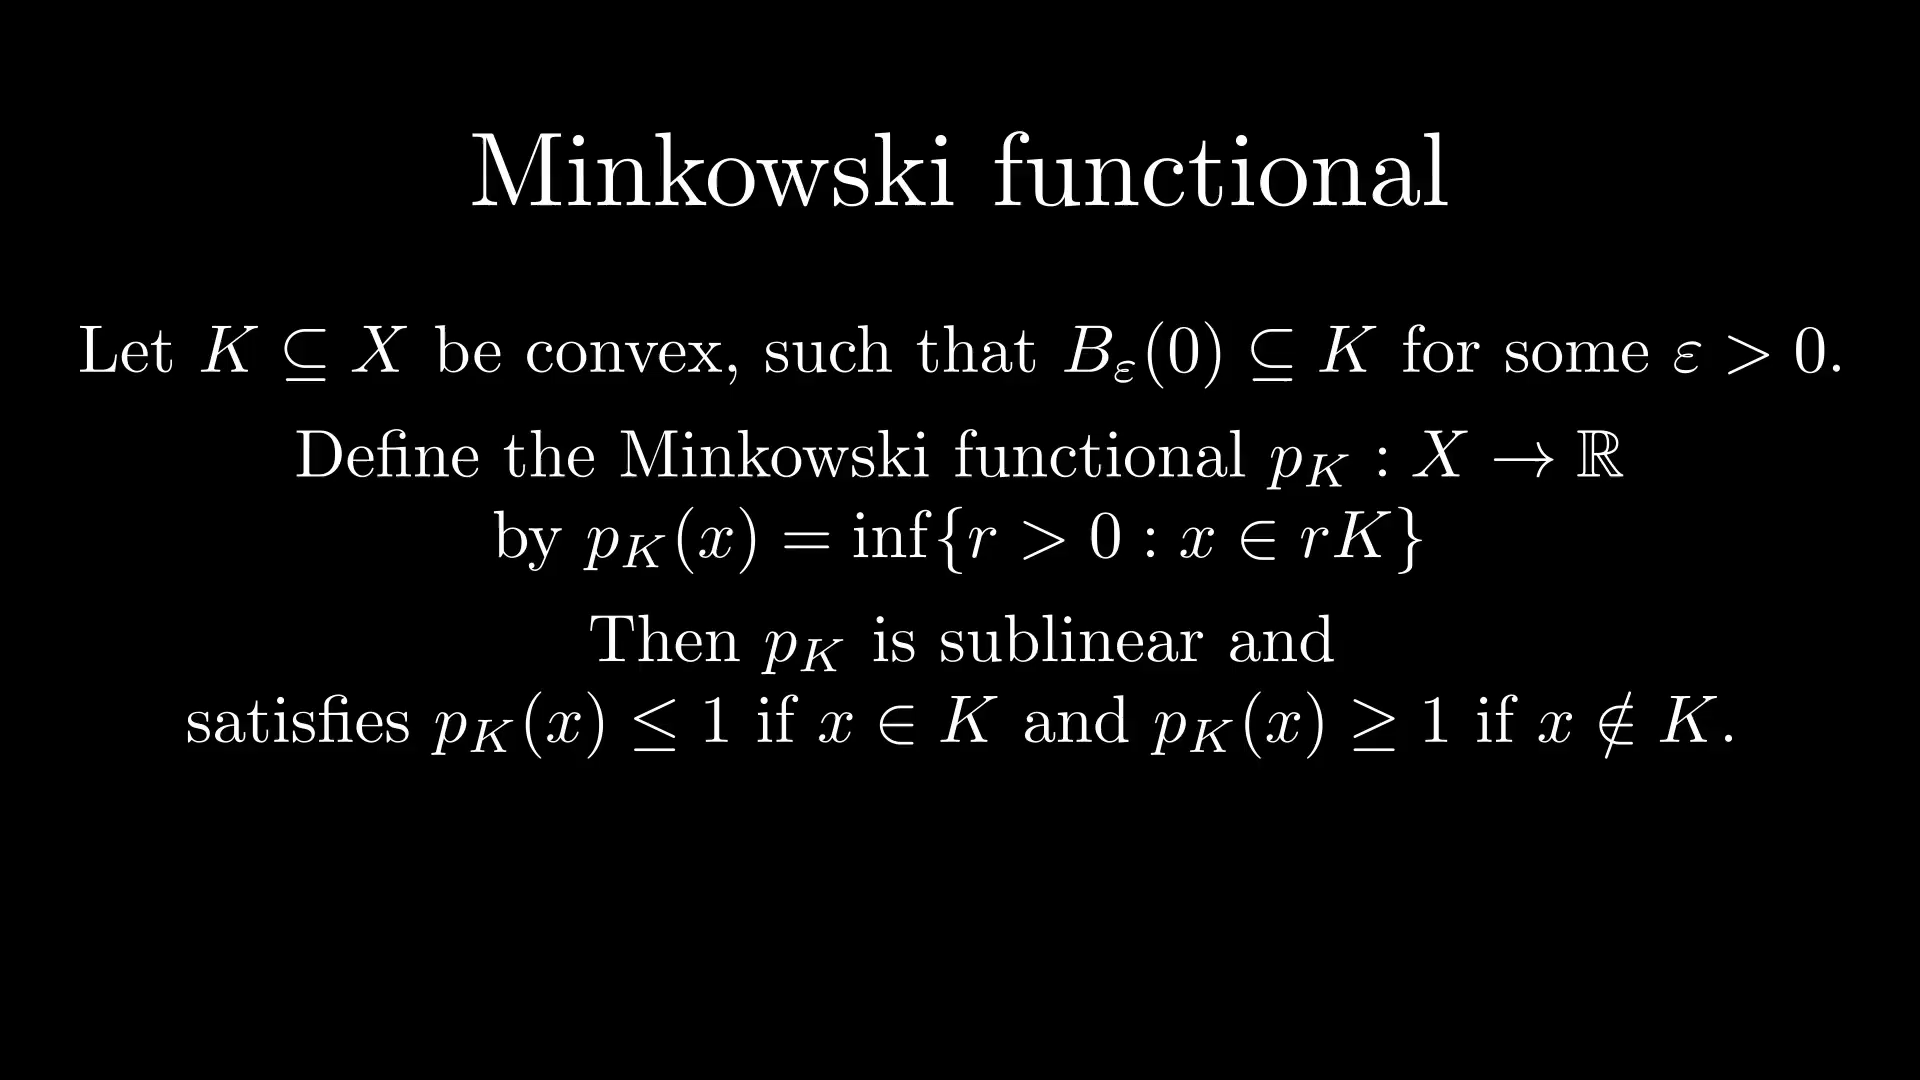 Minkowski functional
Let K ⊆ X be convex, such that B_ε(0) ⊆ K for some ε > 0.
Define the Minkowski functional p_K : X → ℝ
by p_K(x) = inf{r > 0 : x ∈ rK}
Then p_K is sublinear and
satisfies p_K(x) ≤ 1 if x ∈ K and p_K(x) ≥ 1 if x ∉ K.